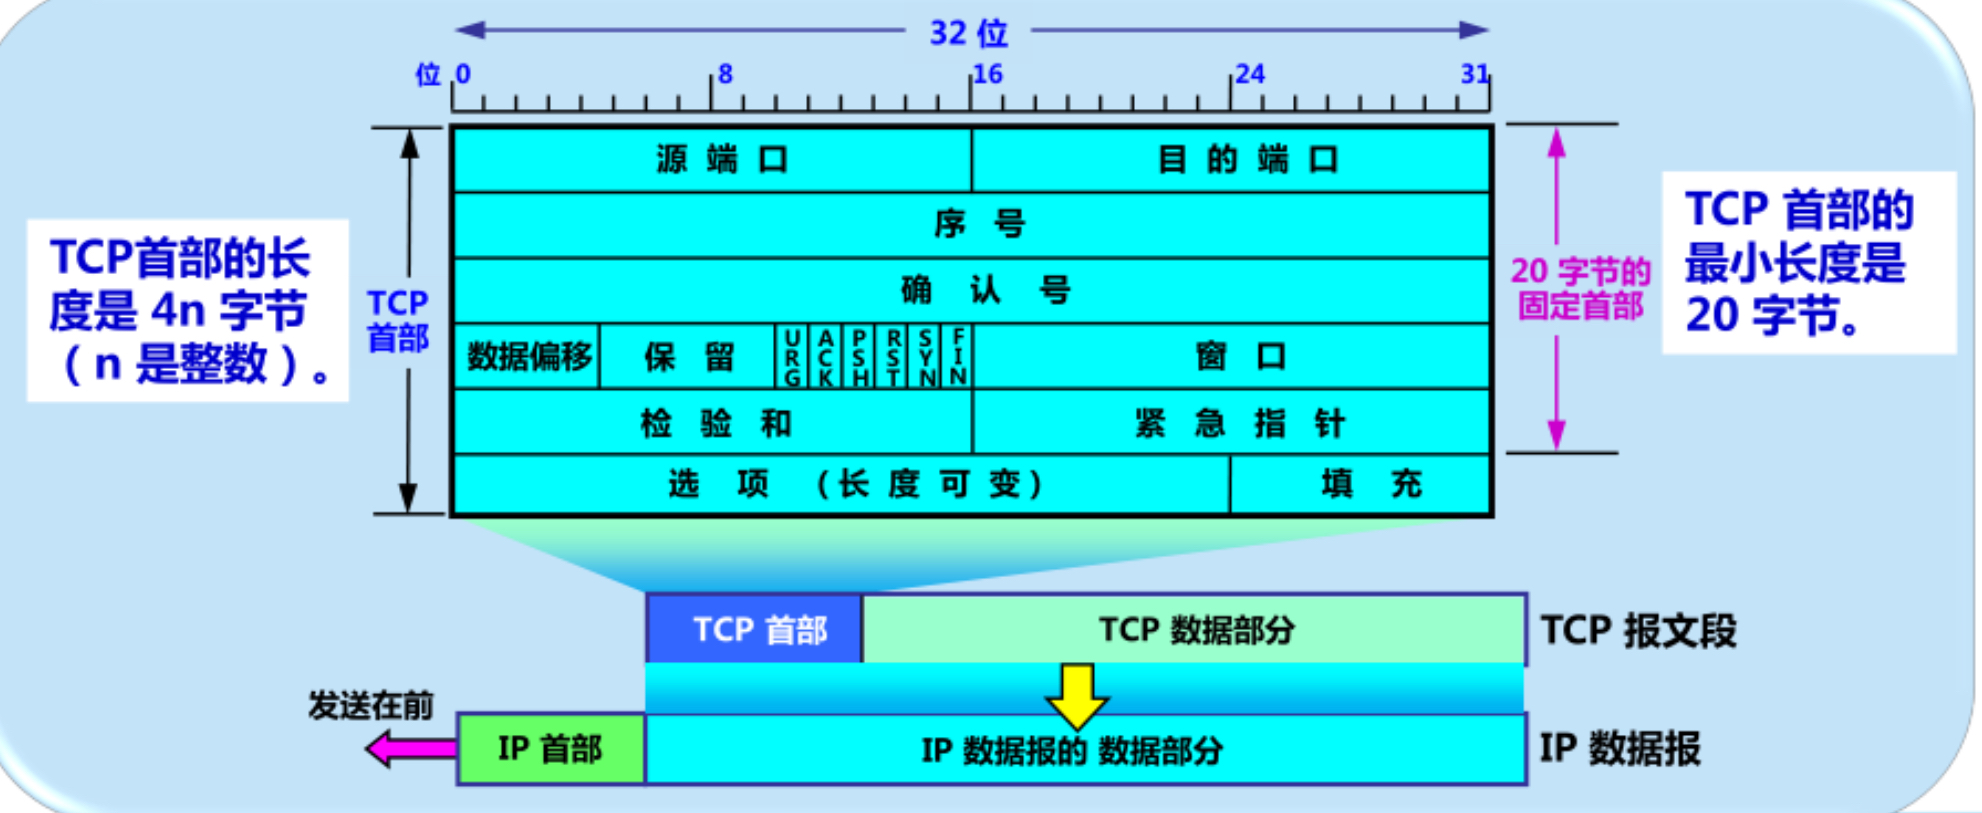 32 位
位 0 8 16 24 31
源 端 口 目 的 端 口
序 号
确 认 号
数据偏移 保 留 URG ACK PSH RST SYN FIN 窗 口
检 验 和 紧 急 指 针
选 项 (长 度 可 变) 填 充
TCP首部的长
度是 4n 字节
(n 是整数)。
TCP
首部
20 字节的
固定首部
TCP 首部的
最小长度是
20 字节。
TCP 首部 TCP 数据部分 TCP 报文段
发送在前
IP 首部 IP 数据报的 数据部分 IP 数据报